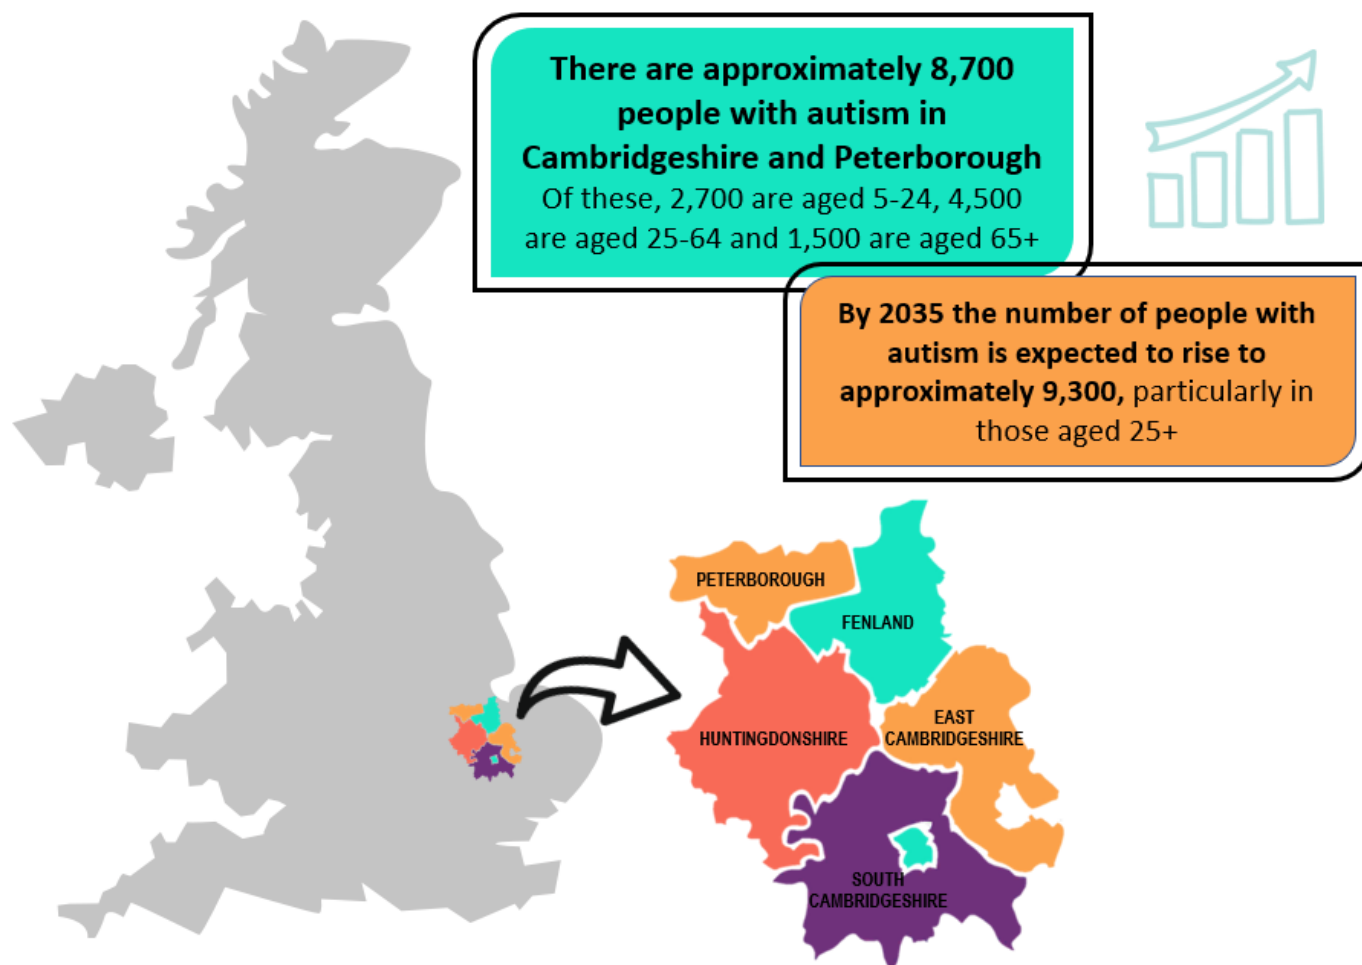 There are approximately 8,700
people with autism in
Cambridgeshire and Peterborough
Of these, 2,700 are aged 5-24, 4,500
are aged 25-64 and 1,500 are aged 65+
By 2035 the number of people with
autism is expected to rise to
approximately 9,300, particularly in
those aged 25+
PETERBOROUGH
FENLAND
HUNTINGDONSHIRE
EAST
CAMBRIDGESHIRE
SOUTH
CAMBRIDGESHIRE